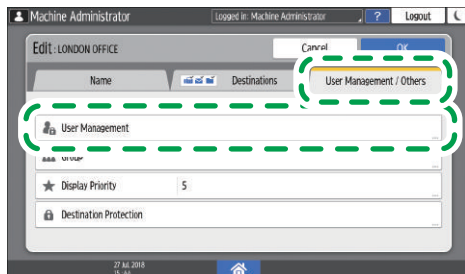 Machine Administrator
Logged in: Machine Administrator
?
Logout
Edit : LONDON OFFICE
Cancel
OK
Name
Destinations
User Management / Others
User Management
Group
Display Priority
5
Destination Protection
27 Jul. 2018